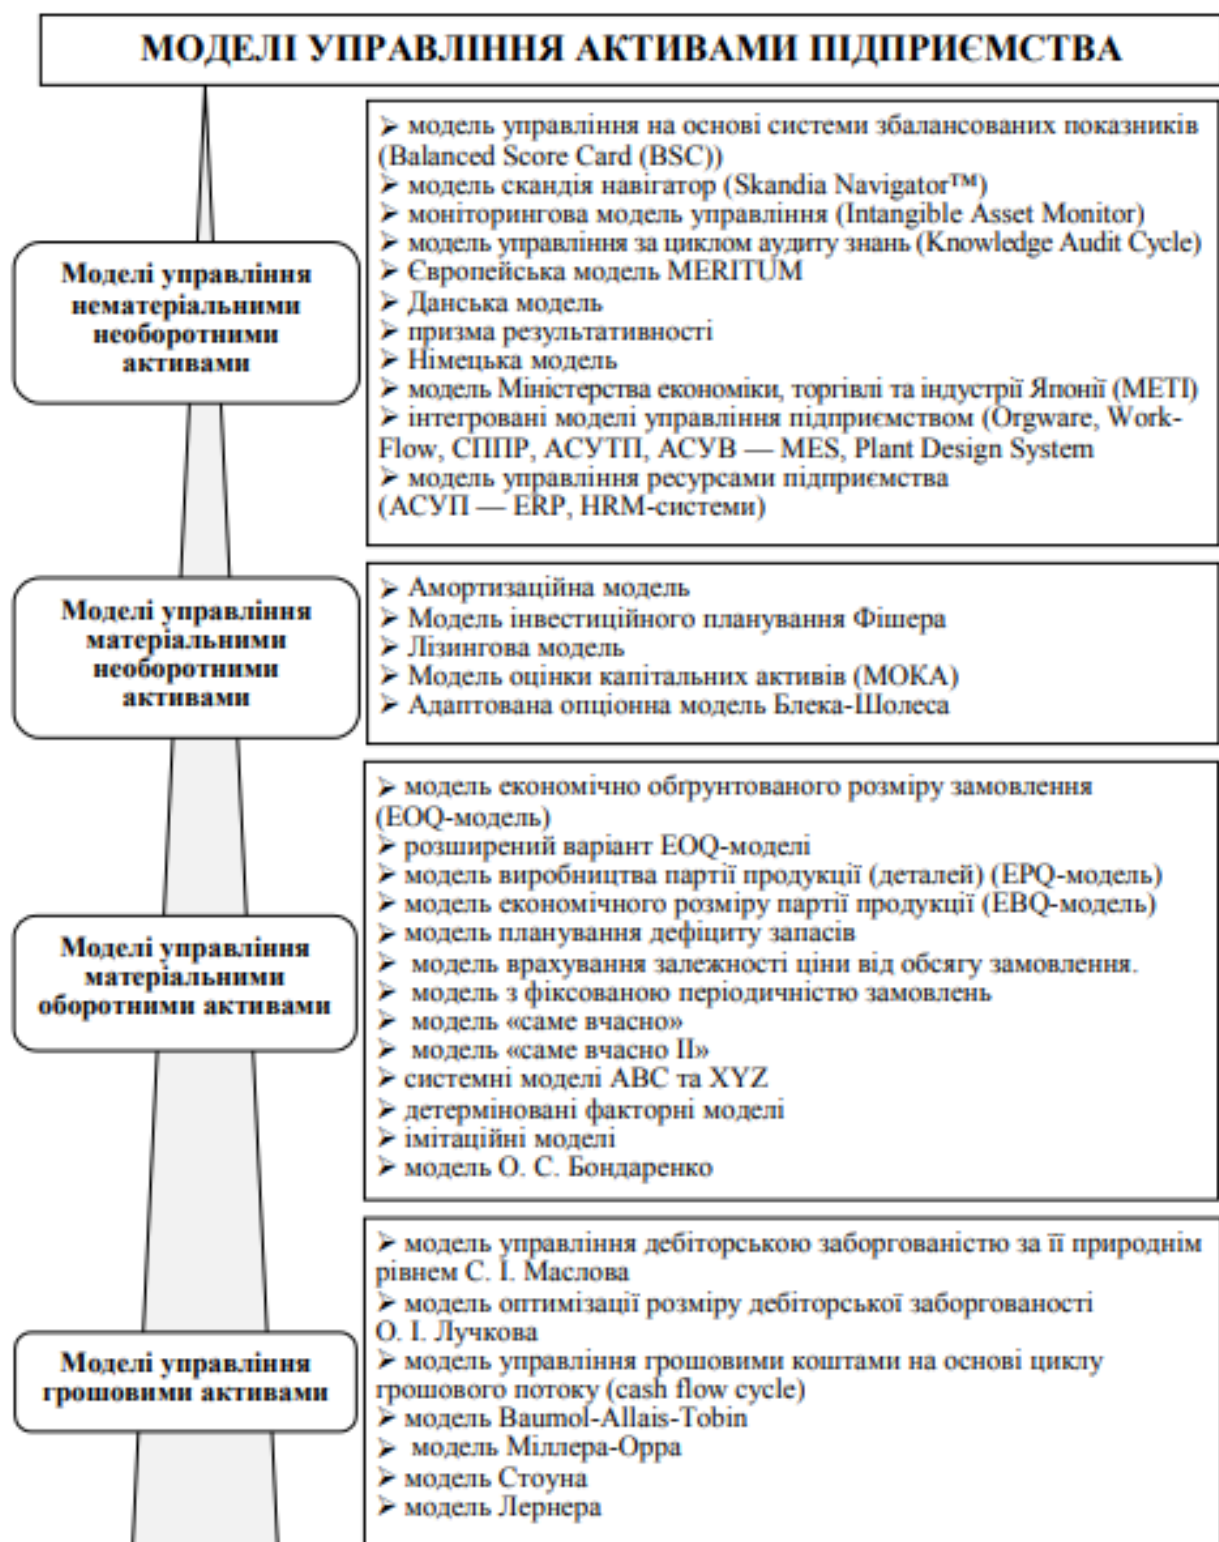 МОДЕЛІ УПРАВЛІННЯ АКТИВАМИ ПІДПРИЄМСТВА
Моделі управління
нематеріальними
необоротними
активами
➢ модель управління на основі системи збалансованих показників
(Balanced Score Card (BSC))
➢ модель скандія навігатор (Skandia Navigator™)
➢ моніторингова модель управління (Intangible Asset Monitor)
➢ модель управління за циклом аудиту знань (Knowledge Audit Cycle)
➢ Європейська модель MERITUM
➢ Данська модель
➢ призма результативності
➢ Німецька модель
➢ модель Міністерства економіки, торгівлі та індустрії Японії (METI)
➢ інтегровані моделі управління підприємством (Orgware, Work-
Flow, СППР, АСУТП, АСУВ — MES, Plant Design System
➢ модель управління ресурсами підприємства
(АСУП — ERP, HRM-системи)
Моделі управління
матеріальними
необоротними
активами
➢ Амортизаційна модель
➢ Модель інвестиційного планування Фішера
➢ Лізингова модель
➢ Модель оцінки капітальних активів (МОКА)
➢ Адаптована опціонна модель Блека-Шолеса
Моделі управління
матеріальними
оборотними активами
➢ модель економічно обґрунтованого розміру замовлення
(EOQ-модель)
➢ розширений варіант EOQ-моделі
➢ модель виробництва партії продукції (деталей) (EPQ-модель)
➢ модель економічного розміру партії продукції (EBQ-модель)
➢ модель планування дефіциту запасів
➢ модель врахування залежності ціни від обсягу замовлення.
➢ модель з фіксованою періодичністю замовлень
➢ модель «саме вчасно»
➢ модель «саме вчасно II»
➢ системні моделі ABC та XYZ
➢ детерміновані факторні моделі
➢ імітаційні моделі
➢ модель О. С. Бондаренко
Моделі управління
грошовими активами
➢ модель управління дебіторською заборгованістю за її природнім
рівнем С. І. Маслова
➢ модель оптимізації розміру дебіторської заборгованості
О. І. Лучкова
➢ модель управління грошовими коштами на основі циклу
грошового потоку (cash flow cycle)
➢ модель Baumol-Allais-Tobin
➢ модель Міллера-Орра
➢ модель Стоуна
➢ модель Лернера